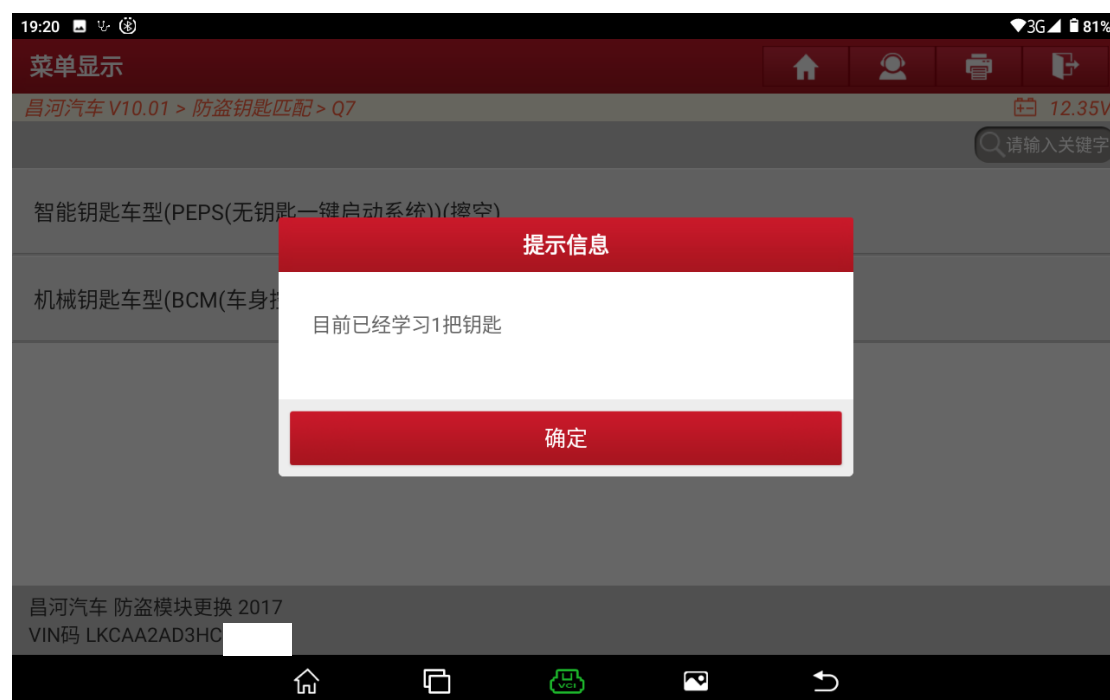 19:20
3G 81%
菜单显示
昌河汽车 V10.01 > 防盗钥匙匹配 > Q7
12.35V
请输入关键字
智能钥匙车型(PEPS(无钥匙一键启动系统))(擦空)
提示信息
机械钥匙车型(BCM(车身
目前已经学习1把钥匙
确定
昌河汽车 防盗模块更换 2017
VIN码 LKCAA2AD3HC
VCI